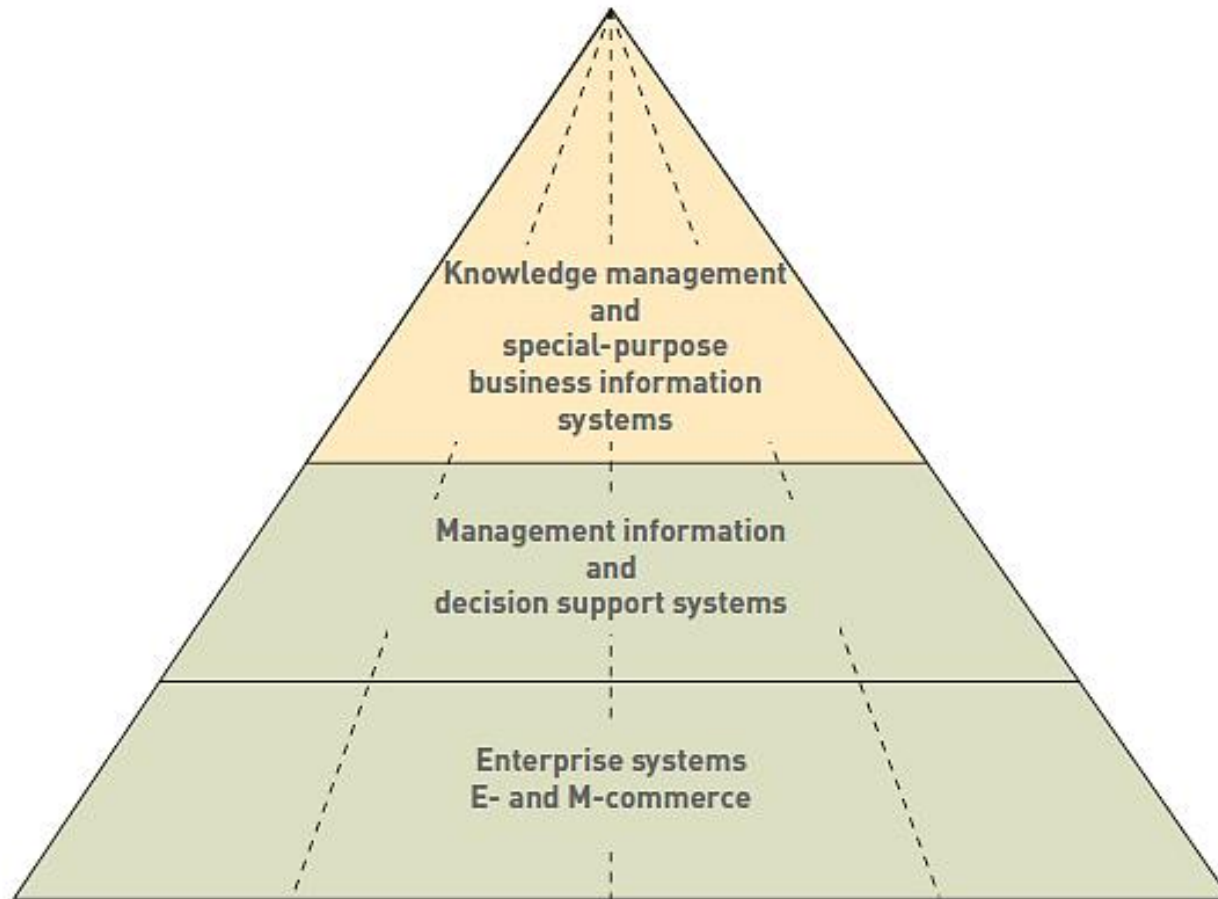 Knowledge management
and
special-purpose
business information
systems
Management information
and
decision support systems
Enterprise systems
E- and M-commerce